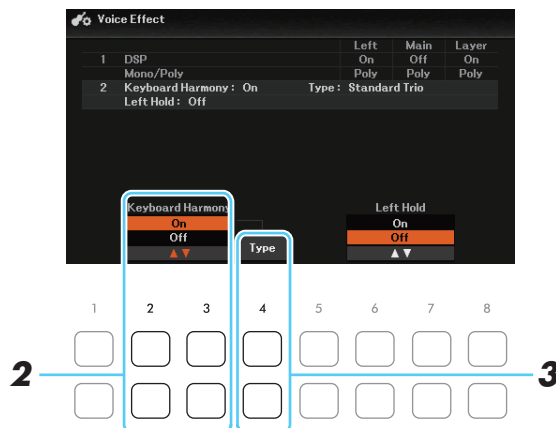 Voice Effect
Left Main Layer
1 DSP On Off On
Mono/Poly Poly Poly Poly
2 Keyboard Harmony : On Type : Standard Trio
Left Hold : Off
Keyboard Harmony Left Hold
On On
Off Type Off
▲ ▼ ▲ ▼
1 2 3 4 5 6 7 8
2 3